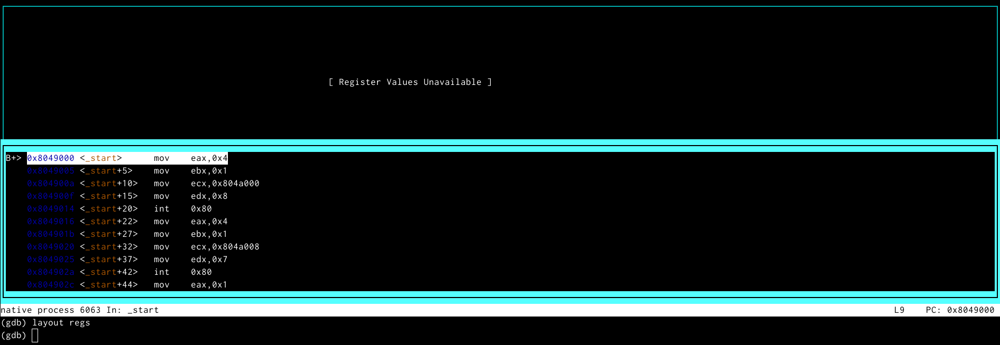 [ Register Values Unavailable ]
B+> 0x8049000 <_start>      mov    eax,0x4
0x8049005 <_start+5>    mov    ebx,0x1
0x804900a <_start+10>   mov    ecx,0x804a000
0x804900f <_start+15>   mov    edx,0x8
0x8049014 <_start+20>   int    0x80
0x8049016 <_start+22>   mov    eax,0x4
0x804901b <_start+27>   mov    ebx,0x1
0x8049020 <_start+32>   mov    ecx,0x804a008
0x8049025 <_start+37>   mov    edx,0x7
0x804902a <_start+42>   int    0x80
0x804902c <_start+44>   mov    eax,0x1
native process 6063 In: _start L9 PC: 0x8049000
(gdb) layout regs
(gdb)